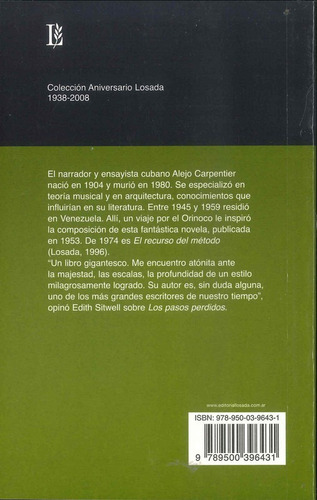 L
Colección Aniversario Losada
1938-2008
El narrador y ensayista cubano Alejo Carpentier
nació en 1904 y murió en 1980. Se especializó en
teoría musical y en arquitectura, conocimientos que
influirían en su literatura. Entre 1945 y 1959 residió
en Venezuela. Allí, un viaje por el Orinoco le inspiró
la composición de esta fantástica novela, publicada
en 1953. De 1974 es El recurso del método
(Losada, 1996).
"Un libro gigantesco. Me encuentro atónita ante
la majestad, las escalas, la profundidad de un estilo
milagrosamente logrado. Su autor es, sin duda alguna,
uno de los más grandes escritores de nuestro tiempo",
opinó Edith Sitwell sobre Los pasos perdidos.
www.editoriallosada.com.ar
ISBN: 978-950-03-9643-1
9 789500 396431